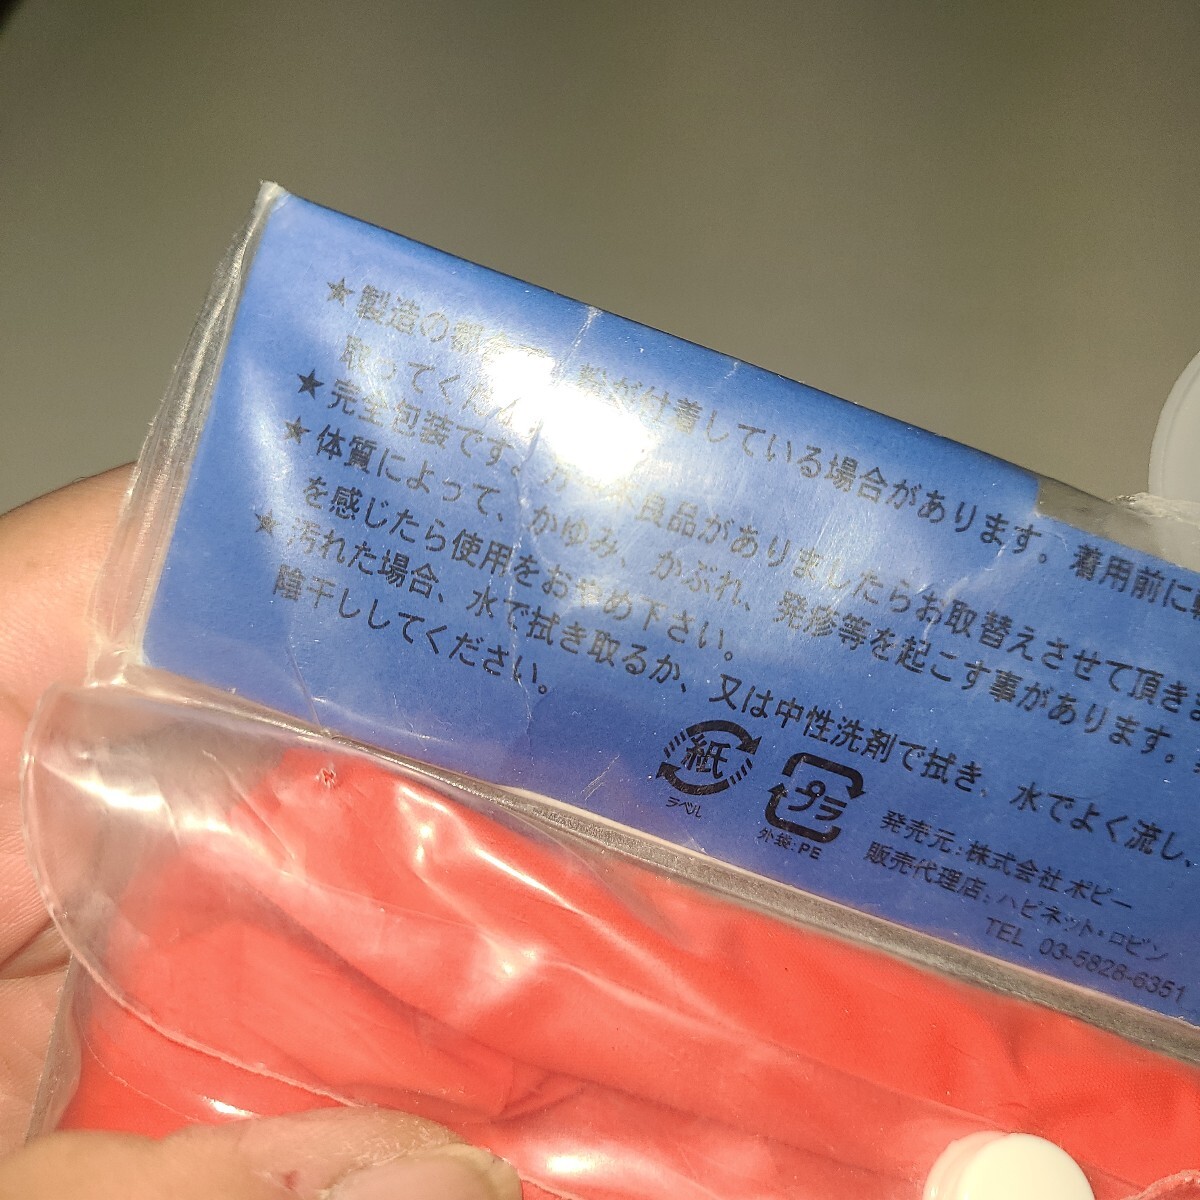 ★製造の都合で、粉が付着している場合があります。着用前に
取ってください。
★完全包装です。が、不良品がありましたらお取替えさせて頂きま
★体質によって、かゆみ、かぶれ、発疹等を起こす事があります。
を感じたら使用をおやめ下さい。
★汚れた場合、水で拭き取るか、又は中性洗剤で拭き、水でよく流し、
陰干ししてください。
紙
ラベル
プラ
外袋:PE
発売元:株式会社 ポピー
販売代理店:ハピネット・ロビン
TEL 03-5828-6351